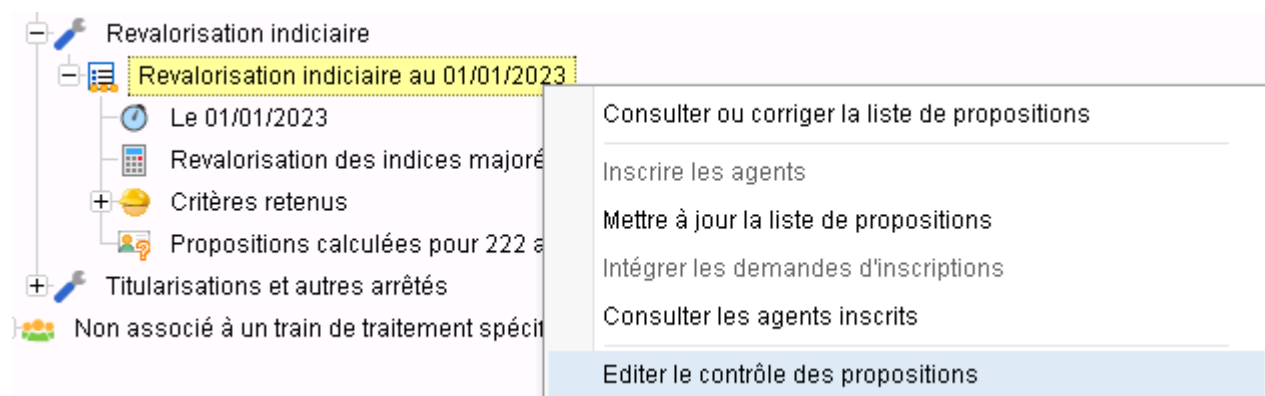 Revalorisation indiciaire
Revalorisation indiciaire au 01/01/2023
Consulter ou corriger la liste de propositions
Le 01/01/2023
Revalorisation des indices majoré
Inscrire les agents
Critères retenus
Mettre à jour la liste de propositions
Propositions calculées pour 222 a
Intégrer les demandes d'inscriptions
Titularisations et autres arrêtés
Consulter les agents inscrits
Non associé à un train de traitement spécif
Editer le contrôle des propositions